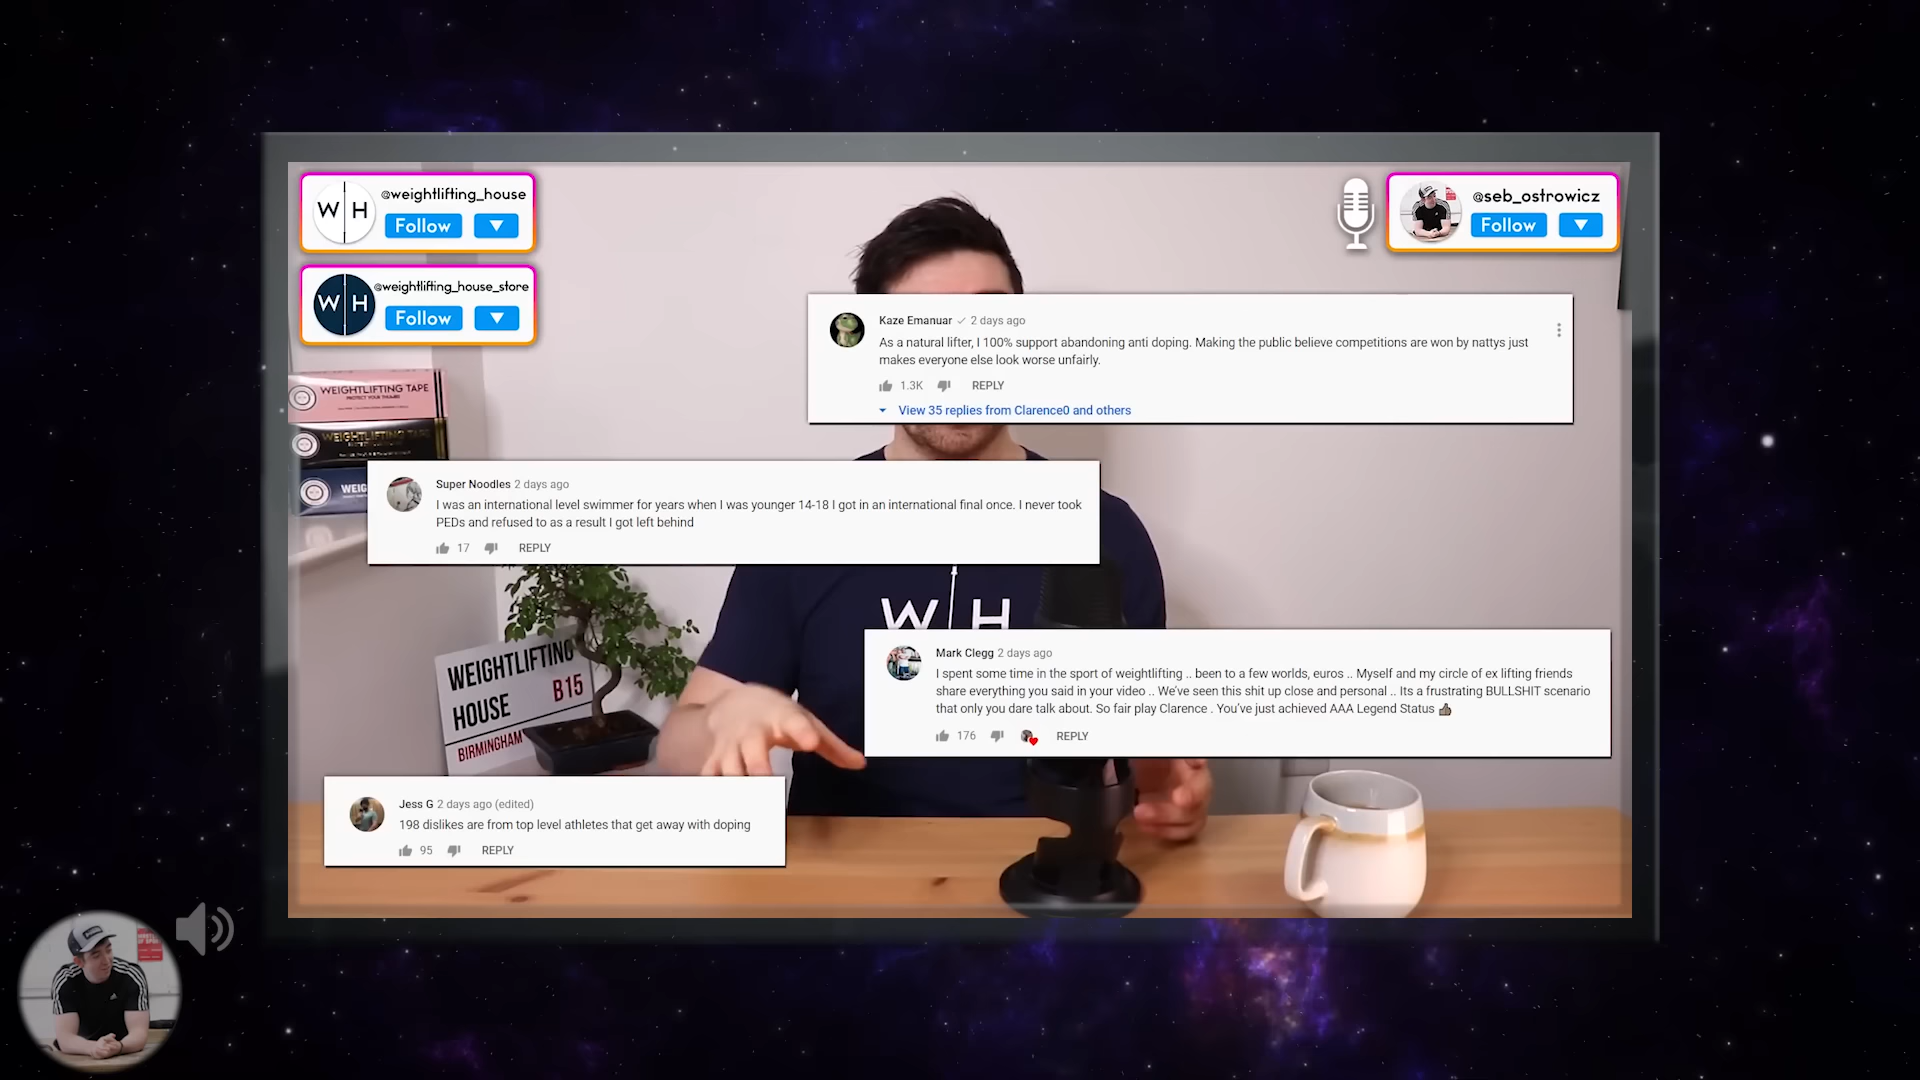 @weightlifting_house
W H
Follow
@weightlifting_house_store
W H
Follow
@seb_ostrowicz
Follow
Kaze Emanuar 2 days ago
As a natural lifter, I 100% support abandoning anti doping. Making the public believe competitions are won by nattys just
makes everyone else look worse unfairly.
1.3K REPLY
View 35 replies from Clarence0 and others
WEIGHTLIFTING TAPE
WEIGHTLIFTING TAPE
WEIG
Super Noodles 2 days ago
I was an international level swimmer for years when I was younger 14-18 I got in an international final once. I never took
PEDs and refused to as a result I got left behind
17 REPLY
W H
WEIGHTLIFTING
HOUSE B15
BIRMINGHAM
Mark Clegg 2 days ago
I spent some time in the sport of weightlifting .. been to a few worlds, euros .. Myself and my circle of ex lifting friends
share everything you said in your video .. We've seen this shit up close and personal .. Its a frustrating BULLSHIT scenario
that only you dare talk about. So fair play Clarence . You've just achieved AAA Legend Status 👍
176 REPLY
Jess G 2 days ago (edited)
198 dislikes are from top level athletes that get away with doping
95 REPLY